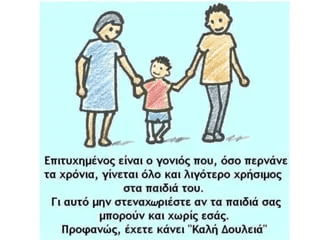 Επιτυχημένος είναι ο γονιός που, όσο περνάνε
τα χρόνια, γίνεται όλο και λιγότερο χρήσιμος
στα παιδιά του.
Γι αυτό μην στεναχωριέστε αν τα παιδιά σας
μπορούν και χωρίς εσάς.
Προφανώς, έχετε κάνει "Καλή Δουλειά"